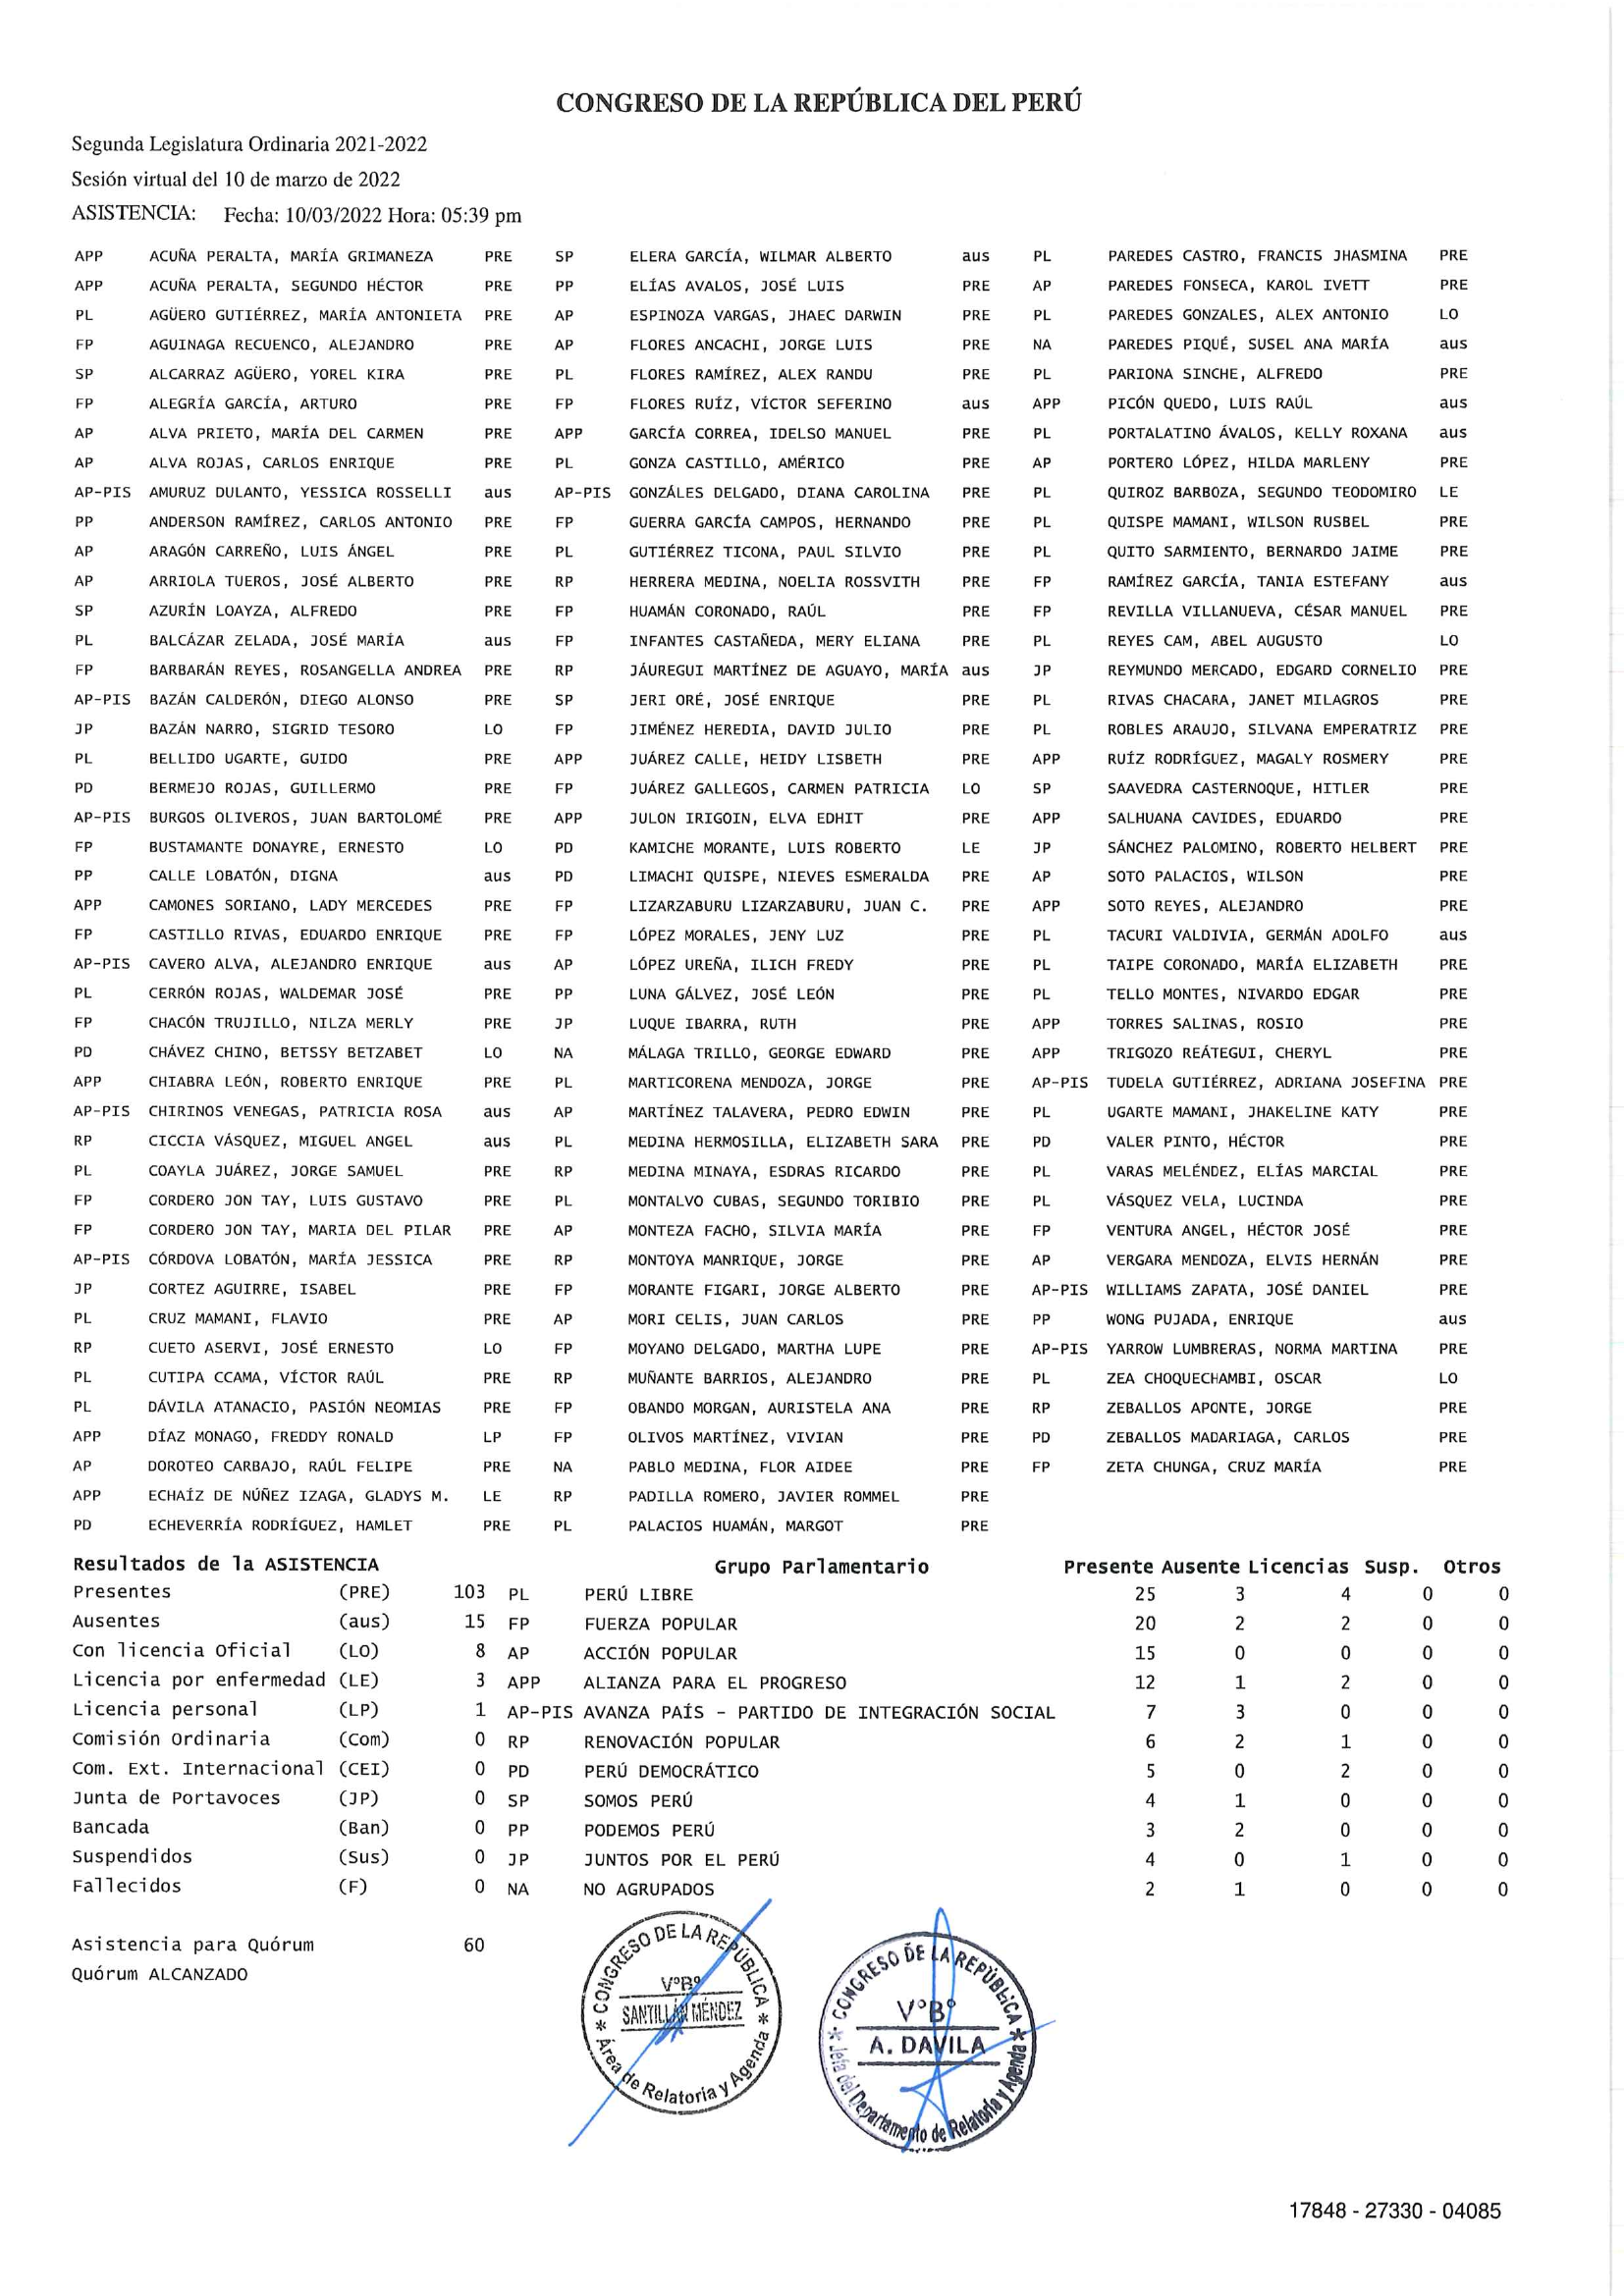 CONGRESO DE LA REPÚBLICA DEL PERÚ
Segunda Legislatura Ordinaria 2021-2022
Sesión virtual del 10 de marzo de 2022
ASISTENCIA: Fecha: 10/03/2022 Hora: 05:39 pm
APP ACUÑA PERALTA, MARÍA GRIMANEZA PRE SP ELERA GARCÍA, WILMAR ALBERTO aus PL PAREDES CASTRO, FRANCIS JHASMINA PRE
APP ACUÑA PERALTA, SEGUNDO HÉCTOR PRE PP ELÍAS AVALOS, JOSÉ LUIS PRE AP PAREDES FONSECA, KAROL IVETT PRE
PL AGÜERO GUTIÉRREZ, MARÍA ANTONIETA PRE AP ESPINOZA VARGAS, JHAEC DARWIN PRE PL PAREDES GONZALES, ALEX ANTONIO LO
FP AGUINAGA RECUENCO, ALEJANDRO PRE AP FLORES ANCACHI, JORGE LUIS PRE NA PAREDES PIQUÉ, SUSEL ANA MARÍA aus
SP ALCARRAZ AGÜERO, YOREL KIRA PRE PL FLORES RAMÍREZ, ALEX RANDU PRE PL PARIONA SINCHE, ALFREDO PRE
FP ALEGRÍA GARCÍA, ARTURO PRE FP FLORES RUÍZ, VÍCTOR SEFERINO aus APP PICÓN QUEDO, LUIS RAÚL aus
AP ALVA PRIETO, MARÍA DEL CARMEN PRE APP GARCÍA CORREA, IDELSO MANUEL PRE PL PORTALATINO ÁVALOS, KELLY ROXANA aus
AP ALVA ROJAS, CARLOS ENRIQUE PRE PL GONZA CASTILLO, AMÉRICO PRE AP PORTERO LÓPEZ, HILDA MARLENY PRE
AP-PIS AMURUZ DULANTO, YESSICA ROSSELLI aus AP-PIS GONZÁLES DELGADO, DIANA CAROLINA PRE PL QUIROZ BARBOZA, SEGUNDO TEODOMIRO LE
PP ANDERSON RAMÍREZ, CARLOS ANTONIO PRE FP GUERRA GARCÍA CAMPOS, HERNANDO PRE PL QUISPE MAMANI, WILSON RUSBEL PRE
AP ARAGÓN CARREÑO, LUIS ÁNGEL PRE PL GUTIÉRREZ TICONA, PAUL SILVIO PRE PL QUITO SARMIENTO, BERNARDO JAIME PRE
AP ARRIOLA TUEROS, JOSÉ ALBERTO PRE RP HERRERA MEDINA, NOELIA ROSSVITH PRE FP RAMÍREZ GARCÍA, TANIA ESTEFANY aus
SP AZURÍN LOAYZA, ALFREDO PRE FP HUAMÁN CORONADO, RAÚL PRE FP REVILLA VILLANUEVA, CÉSAR MANUEL PRE
PL BALCÁZAR ZELADA, JOSÉ MARÍA aus FP INFANTES CASTAÑEDA, MERY ELIANA PRE PL REYES CAM, ABEL AUGUSTO LO
FP BARBARÁN REYES, ROSANGELLA ANDREA PRE RP JÁUREGUI MARTÍNEZ DE AGUAYO, MARÍA aus JP REYMUNDO MERCADO, EDGARD CORNELIO PRE
AP-PIS BAZÁN CALDERÓN, DIEGO ALONSO PRE SP JERI ORÉ, JOSÉ ENRIQUE PRE PL RIVAS CHACARA, JANET MILAGROS PRE
JP BAZÁN NARRO, SIGRID TESORO LO FP JIMÉNEZ HEREDIA, DAVID JULIO PRE PL ROBLES ARAUJO, SILVANA EMPERATRIZ PRE
PL BELLIDO UGARTE, GUIDO PRE APP JUÁREZ CALLE, HEIDY LISBETH PRE APP RUÍZ RODRÍGUEZ, MAGALY ROSMERY PRE
PD BERMEJO ROJAS, GUILLERMO PRE FP JUÁREZ GALLEGOS, CARMEN PATRICIA LO SP SAAVEDRA CASTERNOQUE, HITLER PRE
AP-PIS BURGOS OLIVEROS, JUAN BARTOLOMÉ PRE APP JULON IRIGOIN, ELVA EDHIT PRE APP SALHUANA CAVIDES, EDUARDO PRE
FP BUSTAMANTE DONAYRE, ERNESTO LO PD KAMICHE MORANTE, LUIS ROBERTO LE JP SÁNCHEZ PALOMINO, ROBERTO HELBERT PRE
PP CALLE LOBATÓN, DIGNA aus PD LIMACHI QUISPE, NIEVES ESMERALDA PRE AP SOTO PALACIOS, WILSON PRE
APP CAMONES SORIANO, LADY MERCEDES PRE FP LIZARZABURU LIZARZABURU, JUAN C. PRE APP SOTO REYES, ALEJANDRO PRE
FP CASTILLO RIVAS, EDUARDO ENRIQUE PRE FP LÓPEZ MORALES, JENY LUZ PRE PL TACURI VALDIVIA, GERMÁN ADOLFO aus
AP-PIS CAVERO ALVA, ALEJANDRO ENRIQUE aus AP LÓPEZ UREÑA, ILICH FREDY PRE PL TAIPE CORONADO, MARÍA ELIZABETH PRE
PL CERRÓN ROJAS, WALDEMAR JOSÉ PRE PP LUNA GÁLVEZ, JOSÉ LEÓN PRE PL TELLO MONTES, NIVARDO EDGAR PRE
FP CHACÓN TRUJILLO, NILZA MERLY PRE JP LUQUE IBARRA, RUTH PRE APP TORRES SALINAS, ROSIO PRE
PD CHÁVEZ CHINO, BETSSY BETZABET LO NA MÁLAGA TRILLO, GEORGE EDWARD PRE APP TRIGOZO REÁTEGUI, CHERYL PRE
APP CHIABRA LEÓN, ROBERTO ENRIQUE PRE PL MARTICORENA MENDOZA, JORGE PRE AP-PIS TUDELA GUTIÉRREZ, ADRIANA JOSEFINA PRE
AP-PIS CHIRINOS VENEGAS, PATRICIA ROSA aus AP MARTÍNEZ TALAVERA, PEDRO EDWIN PRE PL UGARTE MAMANI, JHAKELINE KATY PRE
RP CICCIA VÁSQUEZ, MIGUEL ANGEL aus PL MEDINA HERMOSILLA, ELIZABETH SARA PRE PD VALER PINTO, HÉCTOR PRE
PL COAYLA JUÁREZ, JORGE SAMUEL PRE RP MEDINA MINAYA, ESDRAS RICARDO PRE PL VARAS MELÉNDEZ, ELÍAS MARCIAL PRE
FP CORDERO JON TAY, LUIS GUSTAVO PRE PL MONTALVO CUBAS, SEGUNDO TORIBIO PRE PL VÁSQUEZ VELA, LUCINDA PRE
FP CORDERO JON TAY, MARIA DEL PILAR PRE AP MONTEZA FACHO, SILVIA MARÍA PRE FP VENTURA ANGEL, HÉCTOR JOSÉ PRE
AP-PIS CÓRDOVA LOBATÓN, MARÍA JESSICA PRE RP MONTOYA MANRIQUE, JORGE PRE AP VERGARA MENDOZA, ELVIS HERNÁN PRE
JP CORTEZ AGUIRRE, ISABEL PRE FP MORANTE FIGARI, JORGE ALBERTO PRE AP-PIS WILLIAMS ZAPATA, JOSÉ DANIEL PRE
PL CRUZ MAMANI, FLAVIO PRE AP MORI CELIS, JUAN CARLOS PRE PP WONG PUJADA, ENRIQUE aus
RP CUETO ASERVI, JOSÉ ERNESTO LO FP MOYANO DELGADO, MARTHA LUPE PRE AP-PIS YARROW LUMBRERAS, NORMA MARTINA PRE
PL CUTIPA CCAMA, VÍCTOR RAÚL PRE RP MUÑANTE BARRIOS, ALEJANDRO PRE PL ZEA CHOQUECHAMBI, OSCAR LO
PL DÁVILA ATANACIO, PASIÓN NEOMIAS PRE FP OBANDO MORGAN, AURISTELA ANA PRE RP ZEBALLOS APONTE, JORGE PRE
APP DÍAZ MONAGO, FREDDY RONALD LP FP OLIVOS MARTÍNEZ, VIVIAN PRE PD ZEBALLOS MADARIAGA, CARLOS PRE
AP DOROTEO CARBAJO, RAÚL FELIPE PRE NA PABLO MEDINA, FLOR AIDEE PRE FP ZETA CHUNGA, CRUZ MARÍA PRE
APP ECHAÍZ DE NÚÑEZ IZAGA, GLADYS M. LE RP PADILLA ROMERO, JAVIER ROMMEL PRE
PD ECHEVERRÍA RODRÍGUEZ, HAMLET PRE PL PALACIOS HUAMÁN, MARGOT PRE
Resultados de la ASISTENCIA Grupo Parlamentario Presente Ausente Licencias Susp. Otros
Presentes (PRE) 103 PL PERÚ LIBRE 25 3 4 0 0
Ausentes (aus) 15 FP FUERZA POPULAR 20 2 2 0 0
Con licencia Oficial (LO) 8 AP ACCIÓN POPULAR 15 0 0 0 0
Licencia por enfermedad (LE) 3 APP ALIANZA PARA EL PROGRESO 12 1 2 0 0
Licencia personal (LP) 1 AP-PIS AVANZA PAÍS - PARTIDO DE INTEGRACIÓN SOCIAL 7 3 0 0 0
Comisión Ordinaria (Com) 0 RP RENOVACIÓN POPULAR 6 2 1 0 0
Com. Ext. Internacional (CEI) 0 PD PERÚ DEMOCRÁTICO 5 0 2 0 0
Junta de Portavoces (JP) 0 SP SOMOS PERÚ 4 1 0 0 0
Bancada (Ban) 0 PP PODEMOS PERÚ 3 2 0 0 0
Suspendidos (Sus) 0 JP JUNTOS POR EL PERÚ 4 0 1 0 0
Fallecidos (F) 0 NA NO AGRUPADOS 2 1 0 0 0
Asistencia para Quórum 60
Quórum ALCANZADO
* CONGRESO DE LA REPÚBLICA *
V°B°
SANTILLÁN MÉNDEZ
Área de Relatoria y Agenda
* CONGRESO DE LA REPÚBLICA *
V°B°
A. DAVILA
Jefa del Departamento de Relatoría y Agenda
17848 - 27330 - 04085